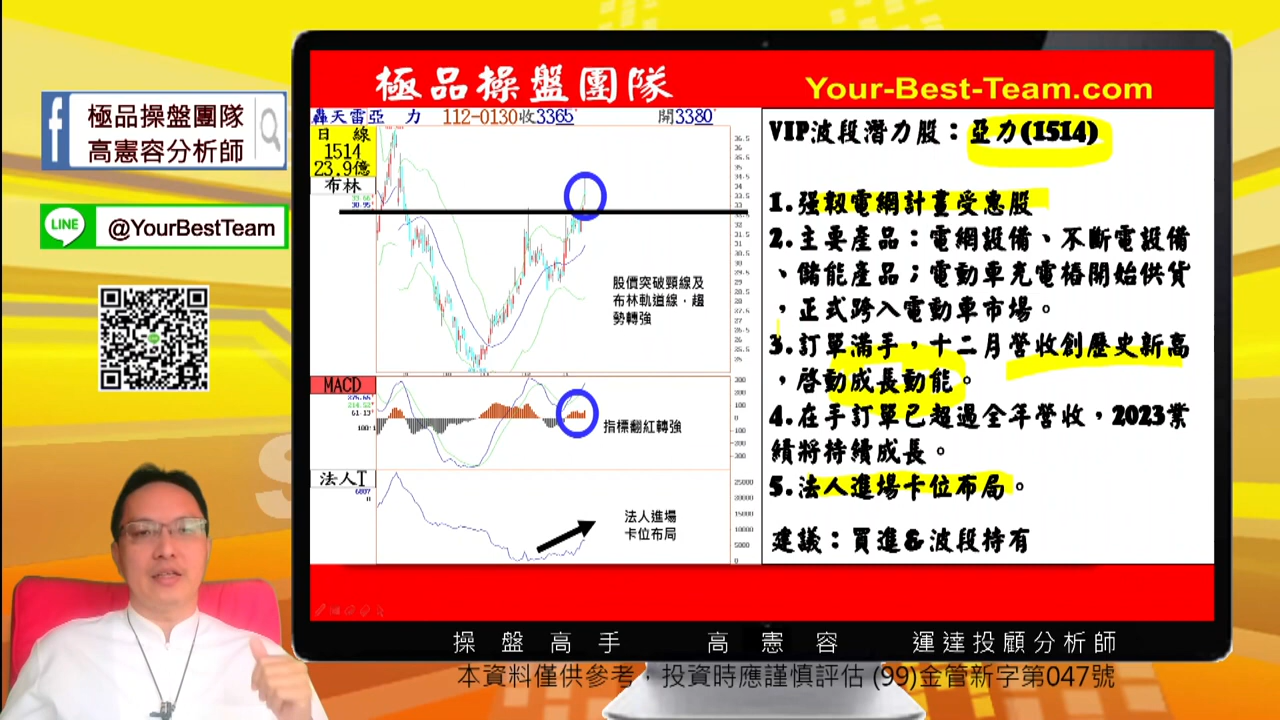 極品操盤團隊
高憲容分析師
LINE
@YourBestTeam
極品操盤團隊
Your-Best-Team.com
轟天雷亞 力 112-0130收3365 開3380
日 線
1514
23.9億
布林
股價突破頸線及
布林軌道線，趨
勢轉強
MACD
指標翻紅轉強
法人T
法人進場
卡位布局
VIP波段潛力股：亞力(1514)
1.強韌電網計畫受惠股
2.主要產品：電網設備、不斷電設備
、儲能產品；電動車充電樁開始供貨
，正式跨入電動車市場。
3.訂單滿手，十二月營收創歷史新高
，啓動成長動能。
4.在手訂單已超過全年營收，2023業
績將持續成長。
5.法人進場卡位布局。
建議：買進&波段持有
操盤高手 高憲容 運達投顧分析師
本資料僅供參考，投資時應謹慎評估 (99)金管新字第047號